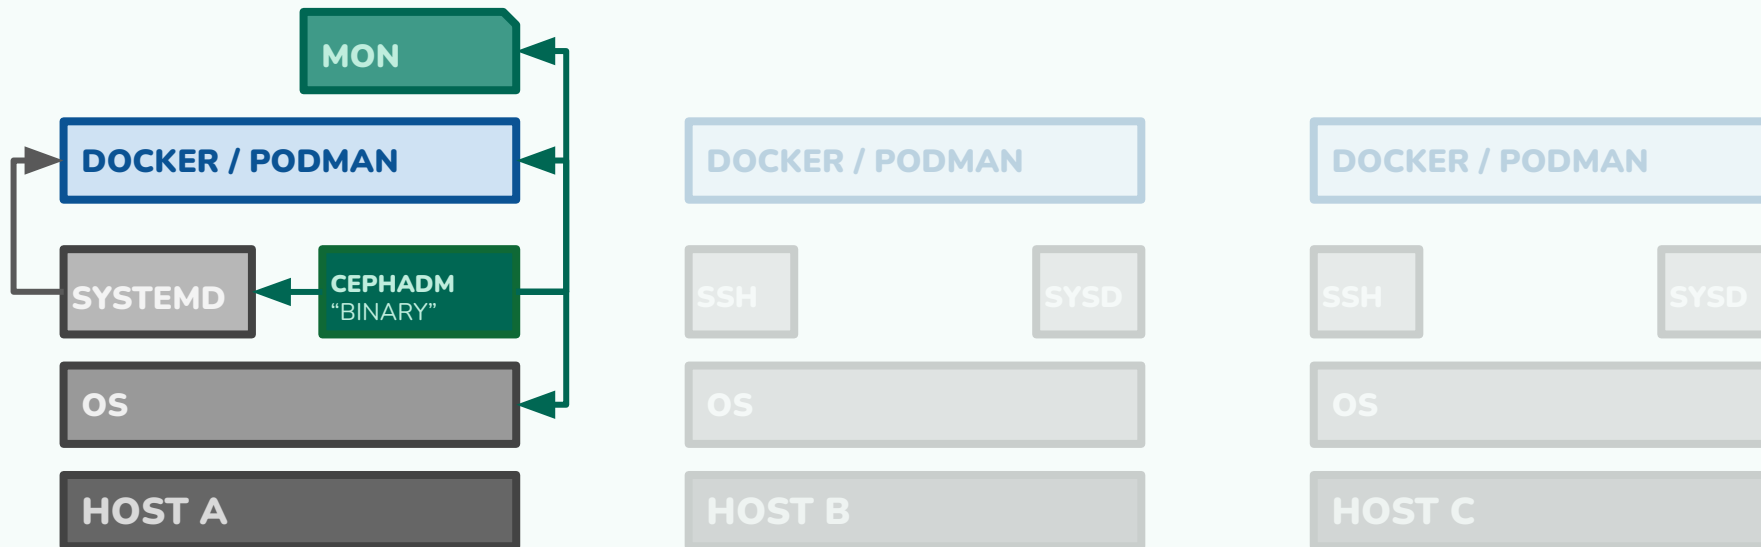 MON
DOCKER / PODMAN
SYSTEMD
CEPHADM
“BINARY”
OS
HOST A
DOCKER / PODMAN
SSH
SYSD
OS
HOST B
DOCKER / PODMAN
SSH
SYSD
OS
HOST C